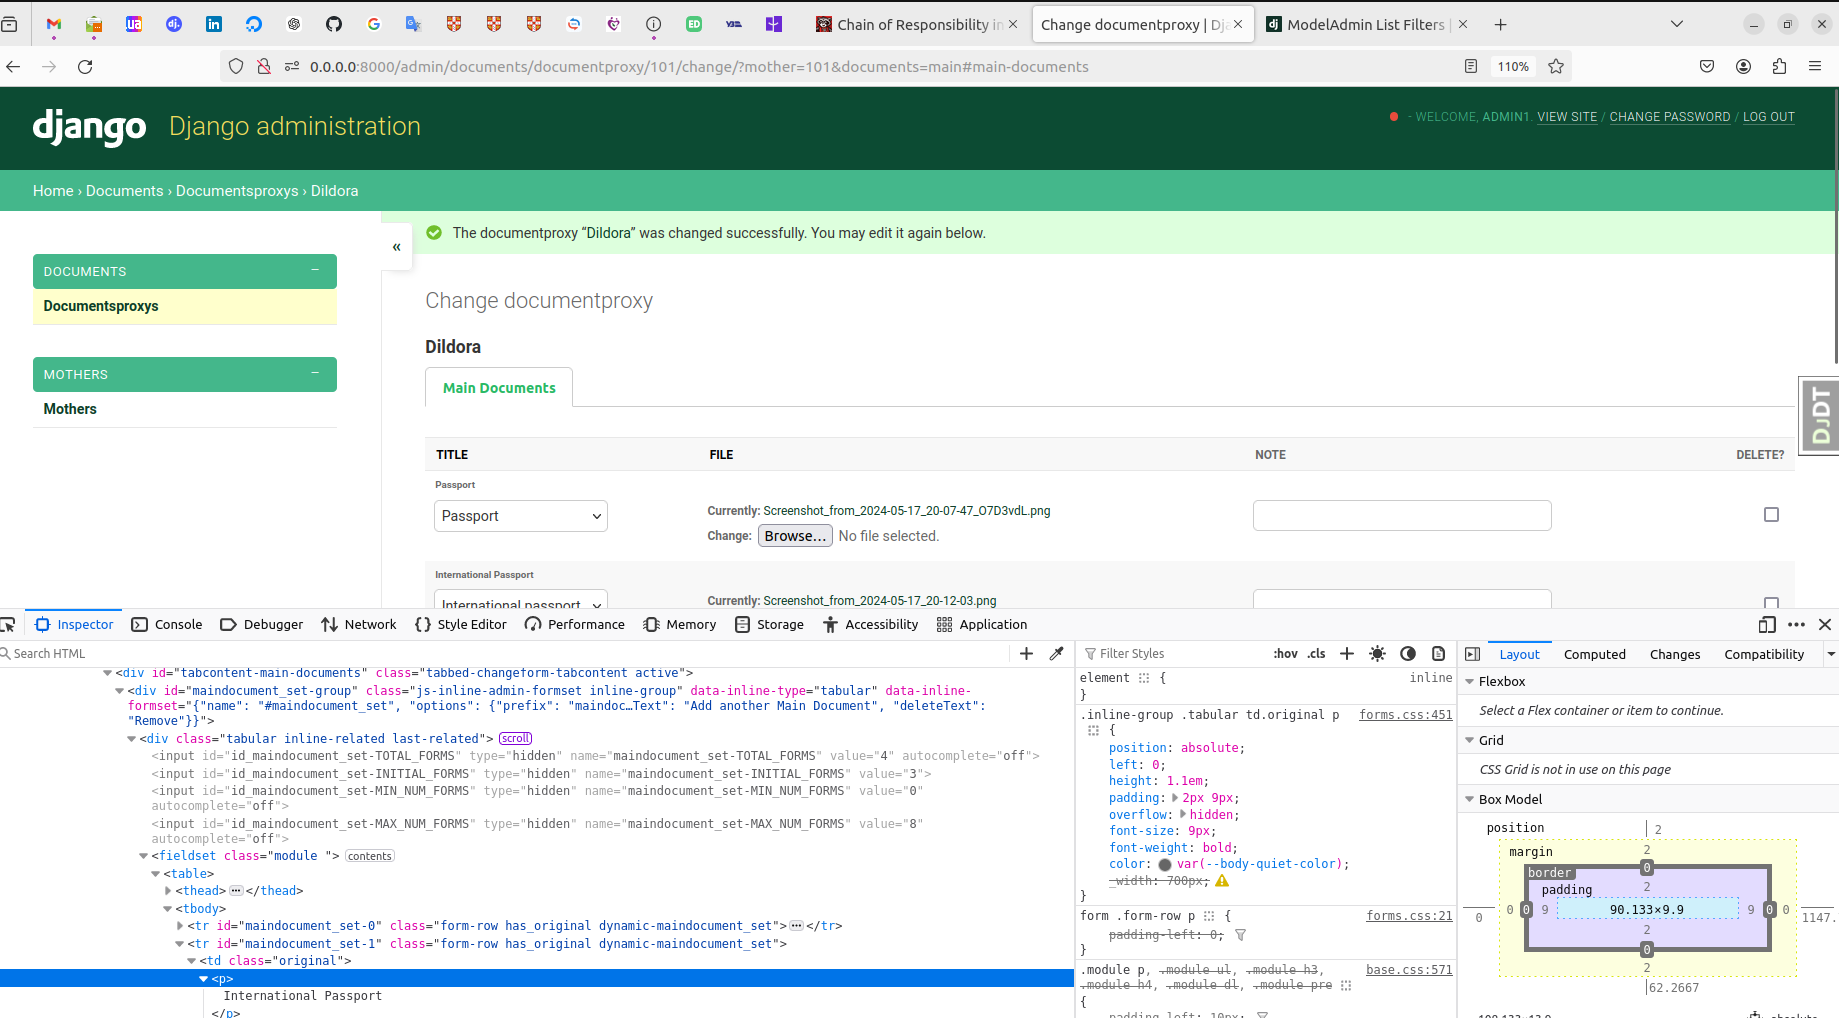 Chain of Responsibility in
Change documentproxy | Dja
ModelAdmin List Filters |
0.0.0.0:8000/admin/documents/documentproxy/101/change/?mother=101&documents=main#main-documents
110%
django
Django administration
- WELCOME, ADMIN1. VIEW SITE / CHANGE PASSWORD / LOG OUT
Home › Documents › Documentsproxys › Dildora
«
The documentproxy “Dildora” was changed successfully. You may edit it again below.
DOCUMENTS
Documentsproxys
MOTHERS
Mothers
Change documentproxy
Dildora
Main Documents
DJDT
TITLE FILE NOTE DELETE?
Passport
Passport
Currently: Screenshot_from_2024-05-17_20-07-47_O7D3vdL.png
Change: Browse... No file selected.
International Passport
International passport
Currently: Screenshot_from_2024-05-17_20-12-03.png
Inspector Console Debugger Network Style Editor Performance Memory Storage Accessibility Application
Search HTML
<div id="tabcontent-main-documents" class="tabbed-changeform-tabcontent active">
<div id="maindocument_set-group" class="js-inline-admin-formset inline-group" data-inline-type="tabular" data-inline-
formset="{"name": "#maindocument_set", "options": {"prefix": "maindoc…Text": "Add another Main Document", "deleteText":
"Remove"}}">
<div class="tabular inline-related last-related"> scroll
<input id="id_maindocument_set-TOTAL_FORMS" type="hidden" name="maindocument_set-TOTAL_FORMS" value="4" autocomplete="off">
<input id="id_maindocument_set-INITIAL_FORMS" type="hidden" name="maindocument_set-INITIAL_FORMS" value="3">
<input id="id_maindocument_set-MIN_NUM_FORMS" type="hidden" name="maindocument_set-MIN_NUM_FORMS" value="0"
autocomplete="off">
<input id="id_maindocument_set-MAX_NUM_FORMS" type="hidden" name="maindocument_set-MAX_NUM_FORMS" value="8"
autocomplete="off">
<fieldset class="module "> contents
<table>
<thead> </thead>
<tbody>
<tr id="maindocument_set-0" class="form-row has_original dynamic-maindocument_set"> </tr>
<tr id="maindocument_set-1" class="form-row has_original dynamic-maindocument_set">
<td class="original">
<p>
International Passport
</p>
Filter Styles :hov .cls
element { inline
}
.inline-group .tabular td.original p forms.css:451
{
position: absolute;
left: 0;
height: 1.1em;
padding: 2px 9px;
overflow: hidden;
font-size: 9px;
font-weight: bold;
color: var(--body-quiet-color);
_width: 700px;
}
form .form-row p { forms.css:21
padding-left: 0;
}
.module p, .module ul, .module h3, base.css:571
.module h4, .module dl, .module pre
{
padding-left: 10px;
Layout Computed Changes Compatibility
Flexbox
Select a Flex container or item to continue.
Grid
CSS Grid is not in use on this page
Box Model
position 2
margin 2
border 0
padding 2
0 0 0 9 90.133×9.9 9 0 0 1147.
2
0
2
62.2667
absolute